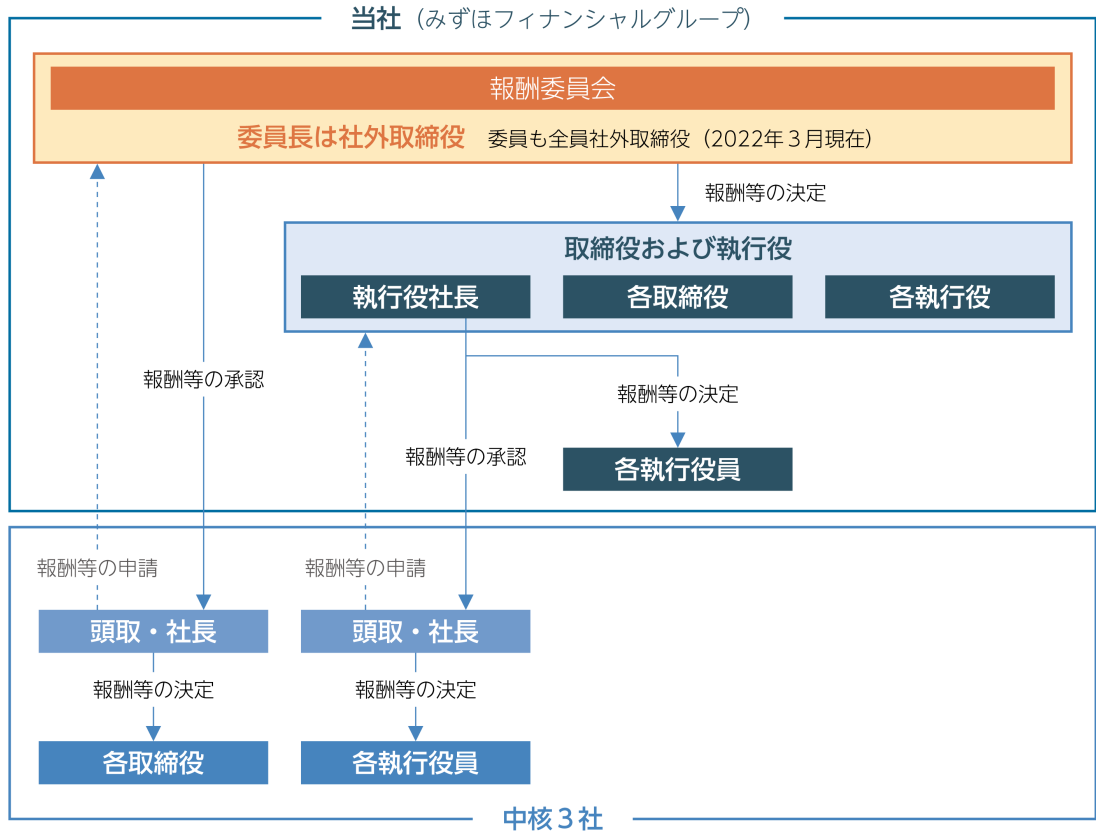 当社（みずほフィナンシャルグループ）
報酬委員会
委員長は社外取締役 委員も全員社外取締役（2022年３月現在）
報酬等の決定
取締役および執行役
執行役社長 各取締役 各執行役
報酬等の承認
報酬等の決定
報酬等の承認
各執行役員
報酬等の申請 報酬等の申請
頭取・社長 頭取・社長
報酬等の決定 報酬等の決定
各取締役 各執行役員
中核３社